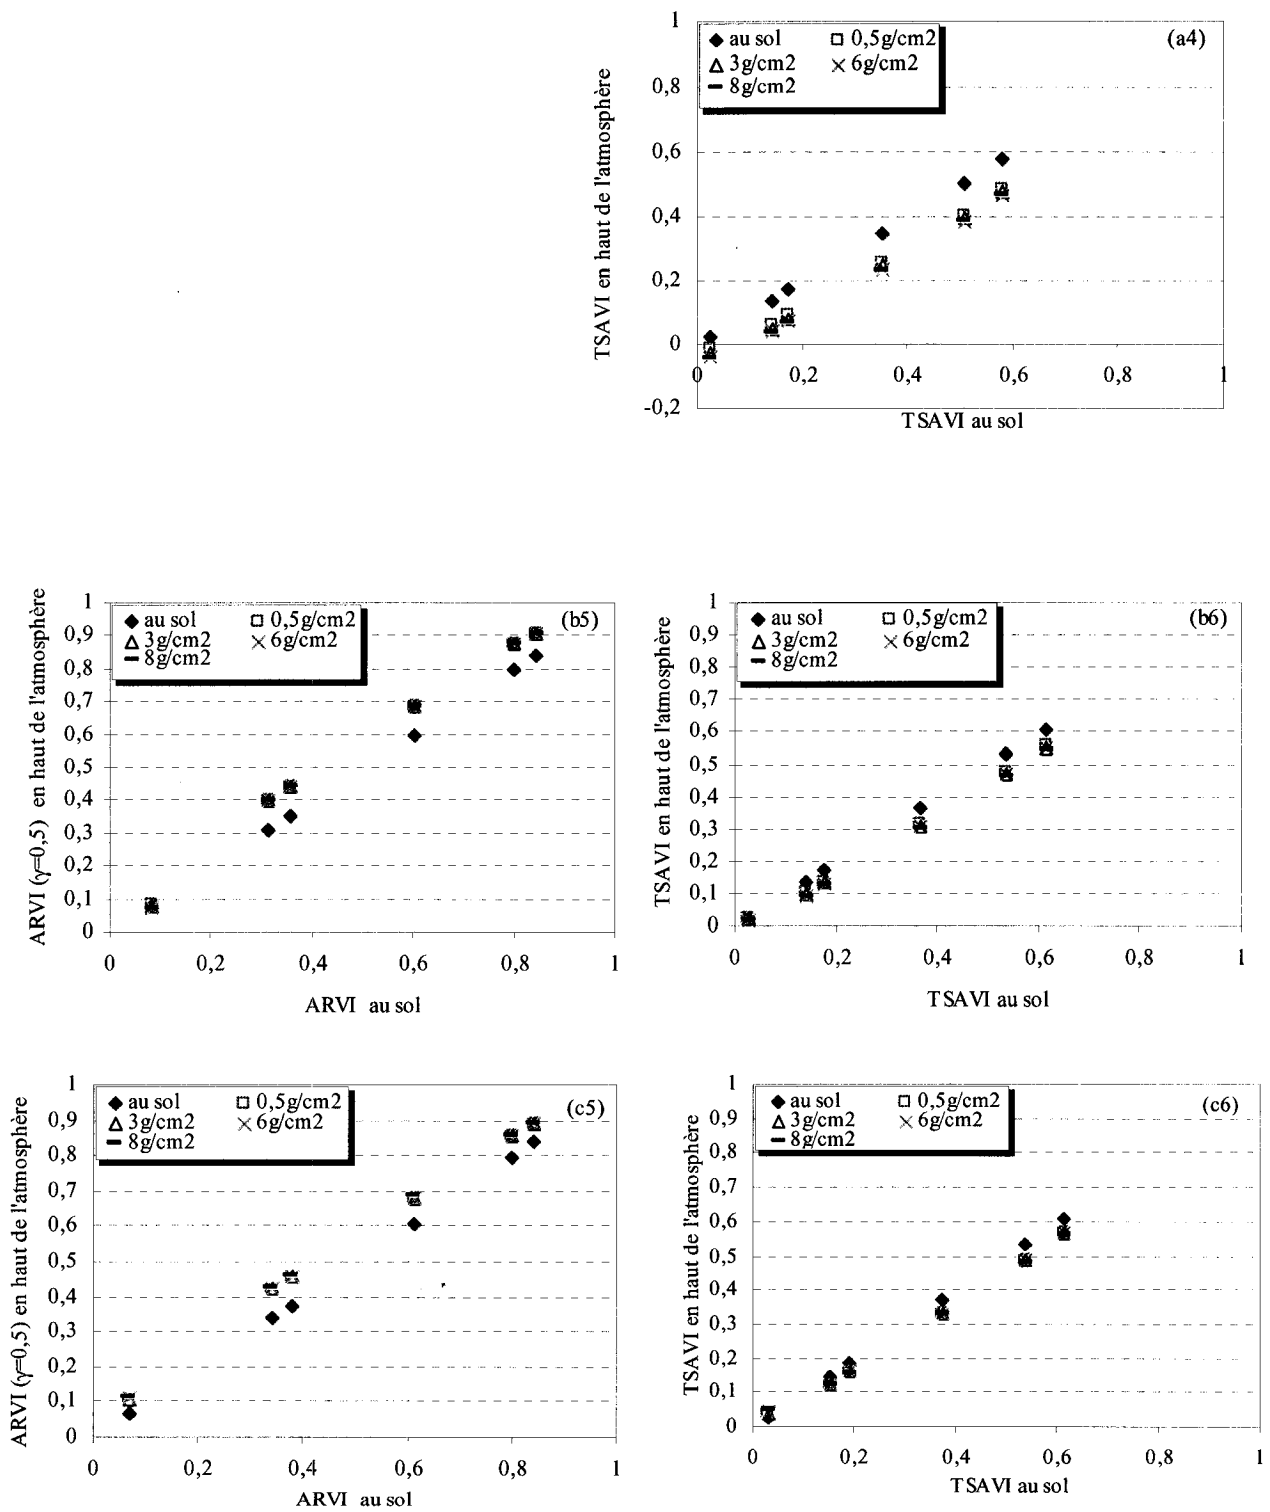 1
◆ au sol □ 0,5g/cm2 (a4)
△ 3g/cm2 × 6g/cm2
8g/cm2
0,8
0,6
0,4
0,2
0
-0,2
0 0,2 0,4 0,6 0,8 1
TSAVI au sol
TSAVI en haut de l'atmosphère
1
◆ au sol □ 0,5g/cm2 (b5)
△ 3g/cm2 × 6g/cm2
8g/cm2
0,9
0,8
0,7
0,6
0,5
0,4
0,3
0,2
0,1
0
0 0,2 0,4 0,6 0,8 1
ARVI au sol
ARVI (γ=0,5) en haut de l'atmosphère
1
◆ au sol □ 0,5g/cm2 (b6)
△ 3g/cm2 × 6g/cm2
8g/cm2
0,9
0,8
0,7
0,6
0,5
0,4
0,3
0,2
0,1
0
0 0,2 0,4 0,6 0,8 1
TSAVI au sol
TSAVI en haut de l'atmosphère
1
◆ au sol □ 0,5g/cm2 (c5)
△ 3g/cm2 × 6g/cm2
8g/cm2
0,9
0,8
0,7
0,6
0,5
0,4
0,3
0,2
0,1
0
0 0,2 0,4 0,6 0,8 1
ARVI au sol
ARVI (γ=0,5) en haut de l'atmosphère
1
◆ au sol □ 0,5g/cm2 (c6)
△ 3g/cm2 × 6g/cm2
8g/cm2
0,9
0,8
0,7
0,6
0,5
0,4
0,3
0,2
0,1
0
0 0,2 0,4 0,6 0,8 1
TSAVI au sol
TSAVI en haut de l'atmosphère